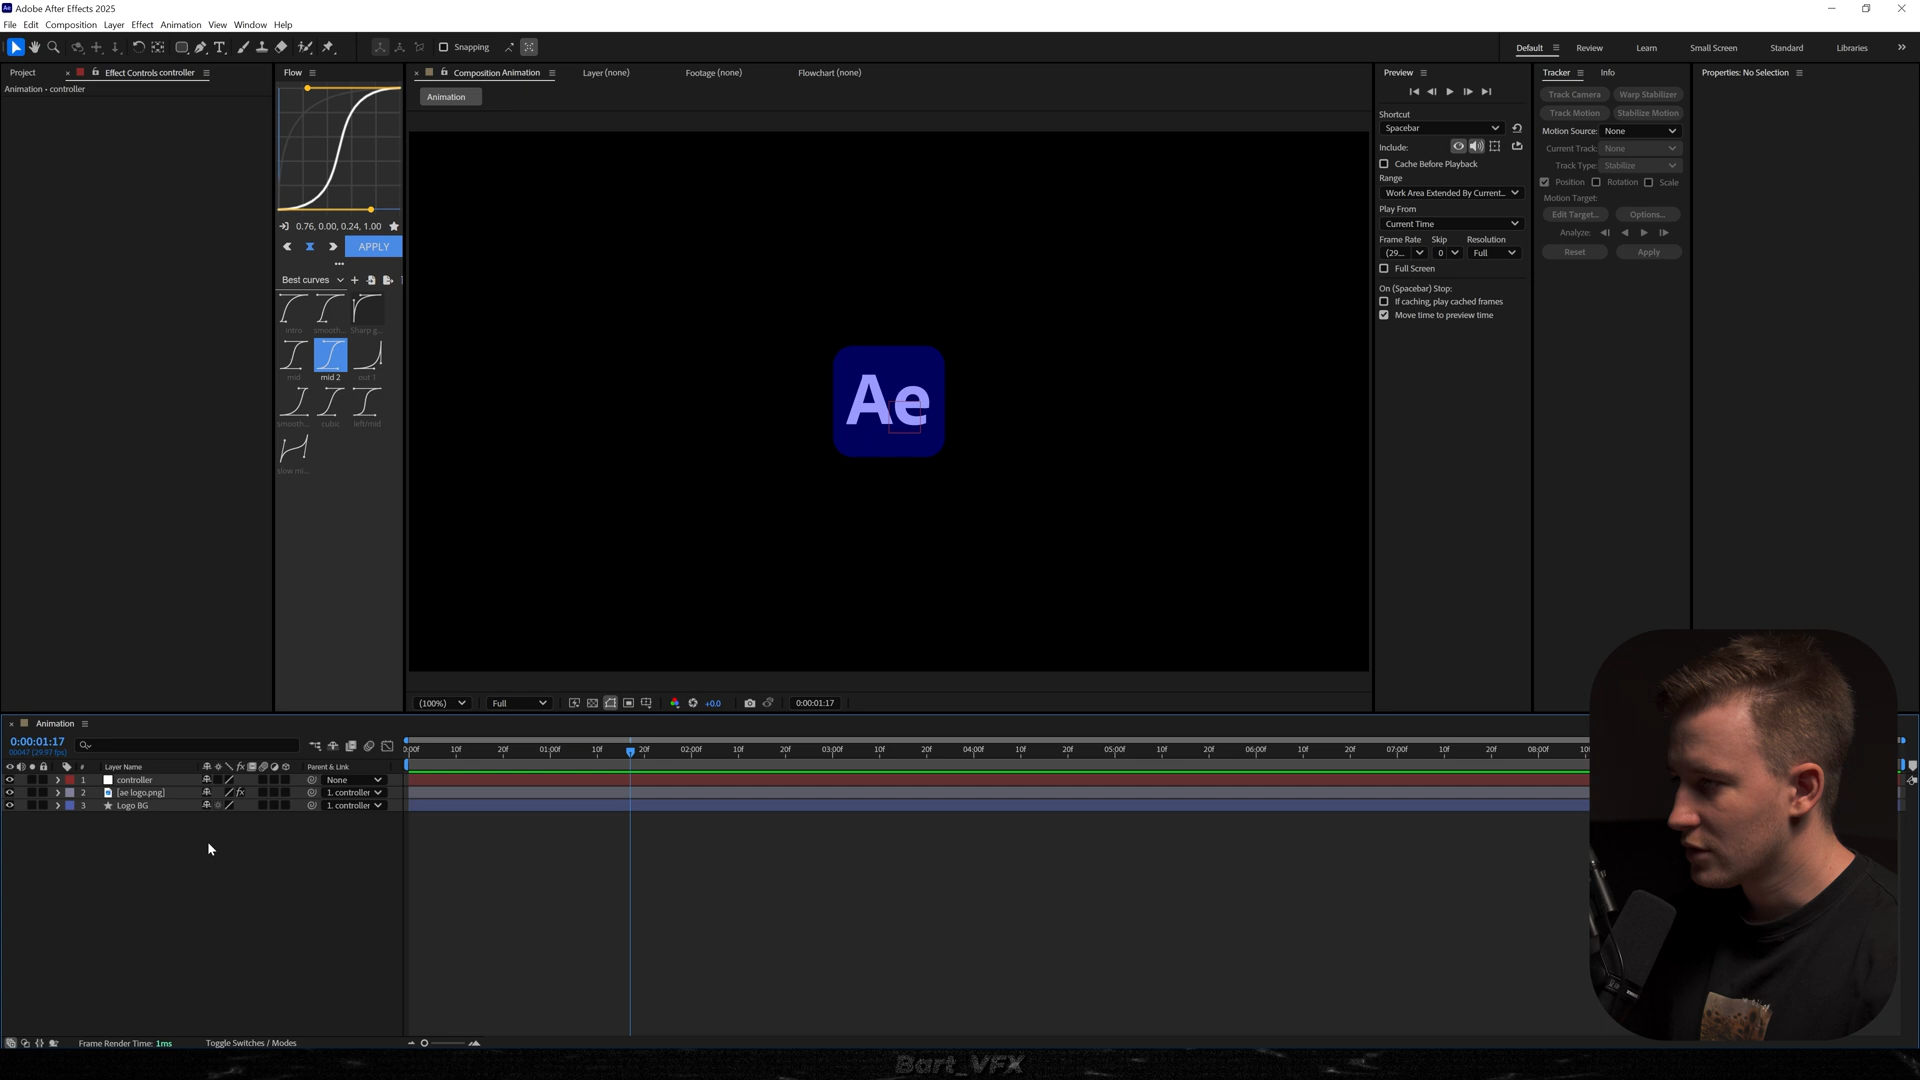 Ae Adobe After Effects 2025
File Edit Composition Layer Effect Animation View Window Help
Snapping
Default Review Learn Small Screen Standard Libraries
Project Effect Controls controller
Animation • controller
Flow
0.76, 0.00, 0.24, 1.00
APPLY
Best curves
intro smooth... Sharp g...
mid mid 2 out 1
smooth... cubic left/mid
slow mi...
Composition Animation Layer (none) Footage (none) Flowchart (none)
Animation
Ae
(100%) Full +0.0 0:00:01:17
Preview
Shortcut
Spacebar
Include:
Cache Before Playback
Range
Work Area Extended By Current...
Play From
Current Time
Frame Rate Skip Resolution
(29... 0 Full
Full Screen
On (Spacebar) Stop:
If caching, play cached frames
Move time to preview time
Tracker Info
Track Camera Warp Stabilizer
Track Motion Stabilize Motion
Motion Source: None
Current Track: None
Track Type: Stabilize
Position Rotation Scale
Motion Target:
Edit Target... Options...
Analyze:
Reset Apply
Properties: No Selection
Animation
0:00:01:17
00047 (29.97 fps)
# Layer Name fx Parent & Link
1 controller None
2 [ae logo.png] fx 1. controller
3 Logo BG 1. controller
0:00f 10f 20f 01:00f 10f 20f 02:00f 10f 20f 03:00f 10f 20f 04:00f 10f 20f 05:00f 10f 20f 06:00f 10f 20f 07:00f 10f 20f 08:00f 10
Frame Render Time: 1ms Toggle Switches / Modes
Bart_VFX